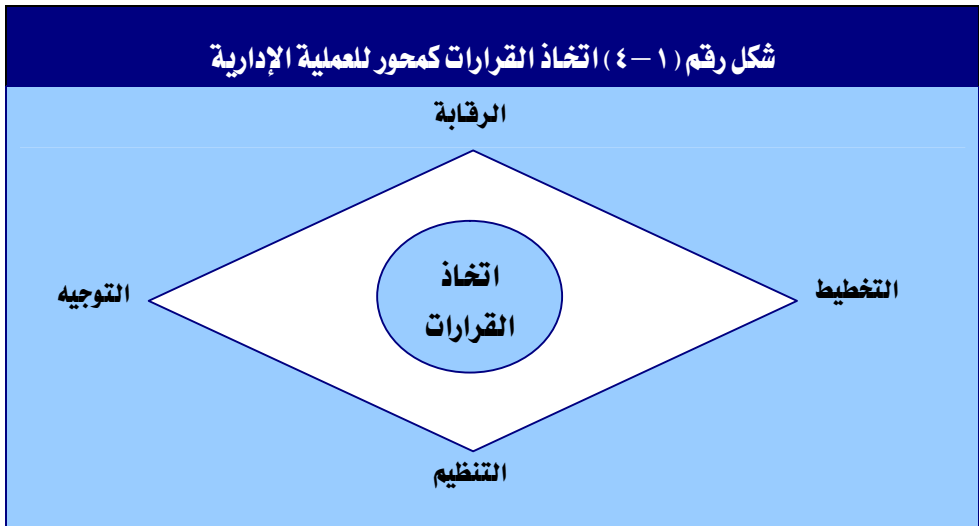 شكل رقم ( ١ – ٤ ) اتخاذ القرارات كمحور للعملية الإدارية
الرقابة
التخطيط
اتخاذ
القرارات
التوجيه
التنظيم